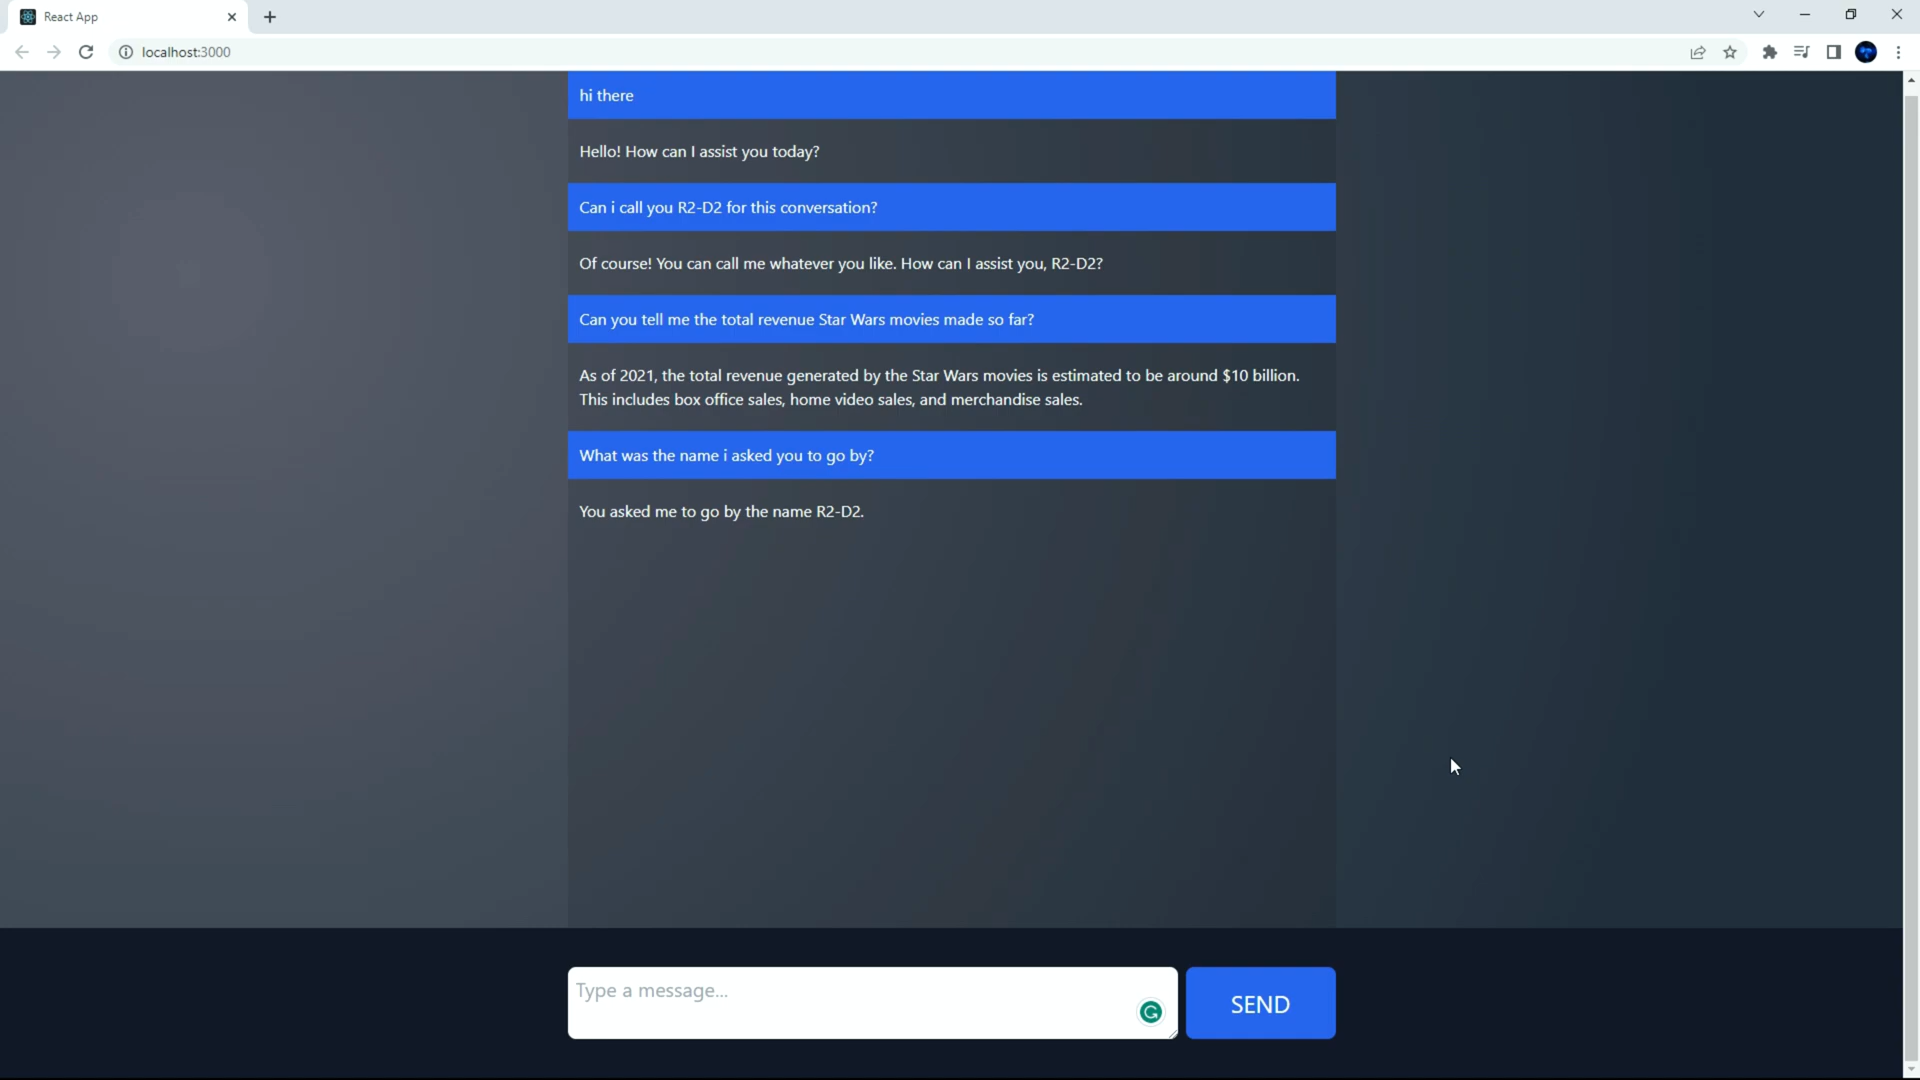 React App
localhost:3000
hi there
Hello! How can I assist you today?
Can i call you R2-D2 for this conversation?
Of course! You can call me whatever you like. How can I assist you, R2-D2?
Can you tell me the total revenue Star Wars movies made so far?
As of 2021, the total revenue generated by the Star Wars movies is estimated to be around $10 billion.
This includes box office sales, home video sales, and merchandise sales.
What was the name i asked you to go by?
You asked me to go by the name R2-D2.
Type a message...
SEND